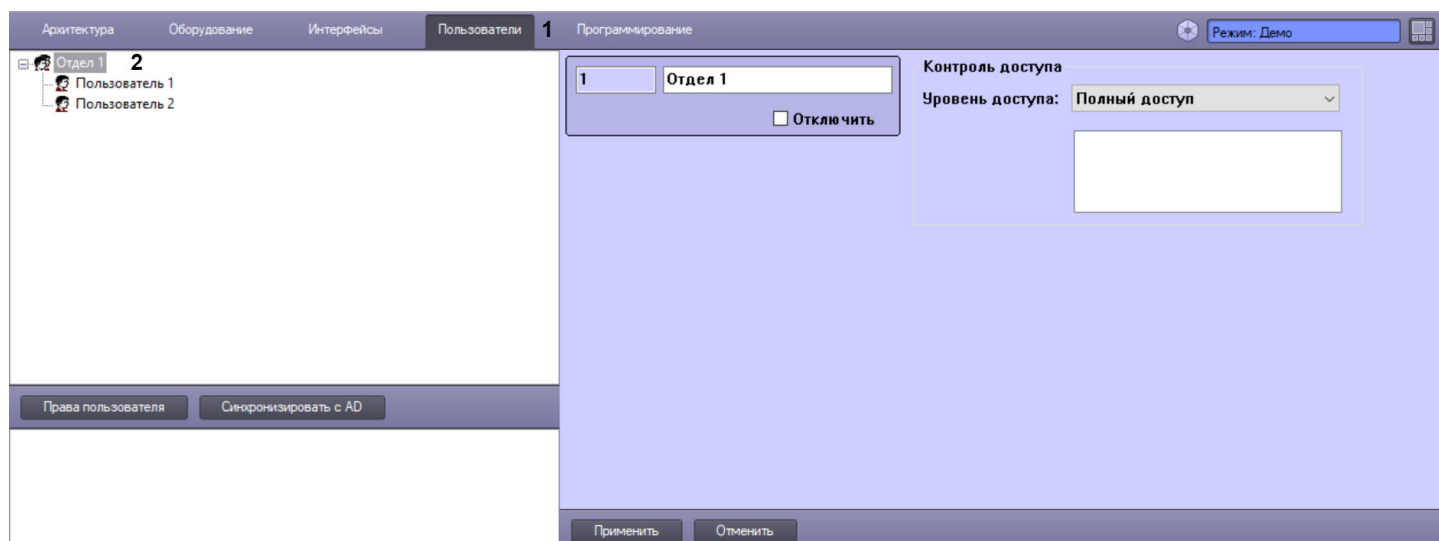 Архитектура Оборудование Интерфейсы Пользователи 1 Программирование Режим: Демо
Отдел 1 2
Пользователь 1
Пользователь 2
Права пользователя Синхронизировать с AD
1 Отдел 1
Отключить
Контроль доступа
Уровень доступа: Полный доступ
Применить Отменить